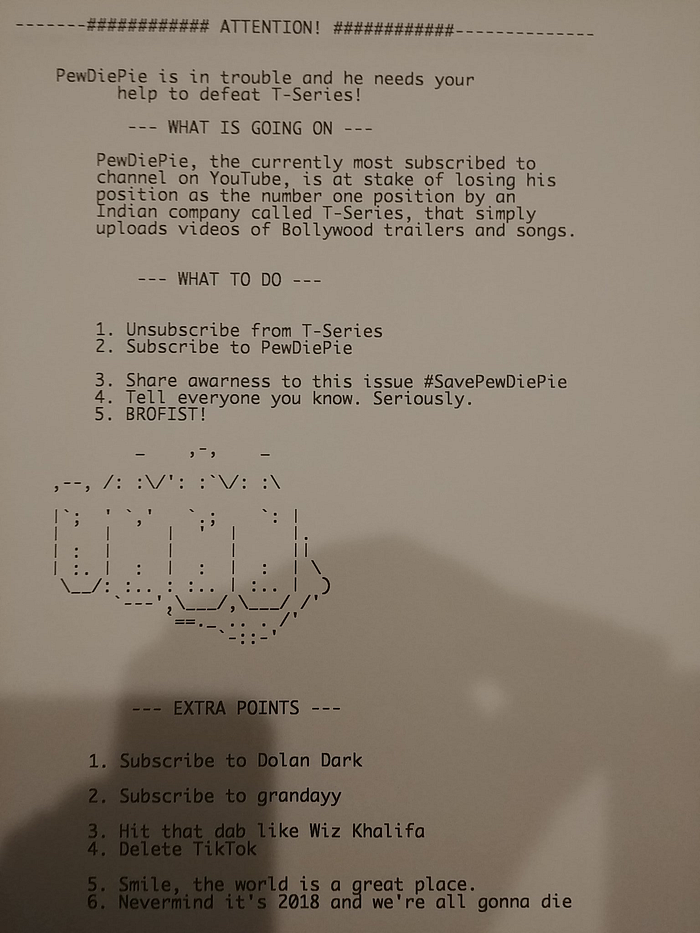 -------############ ATTENTION! ############--------------
PewDiePie is in trouble and he needs your
help to defeat T-Series!
--- WHAT IS GOING ON ---
PewDiePie, the currently most subscribed to
channel on YouTube, is at stake of losing his
position as the number one position by an
Indian company called T-Series, that simply
uploads videos of Bollywood trailers and songs.
--- WHAT TO DO ---
1. Unsubscribe from T-Series
2. Subscribe to PewDiePie
3. Share awarness to this issue #SavePewDiePie
4. Tell everyone you know. Seriously.
5. BROFIST!
--- EXTRA POINTS ---
1. Subscribe to Dolan Dark
2. Subscribe to grandayy
3. Hit that dab like Wiz Khalifa
4. Delete TikTok
5. Smile, the world is a great place.
6. Nevermind it's 2018 and we're all gonna die